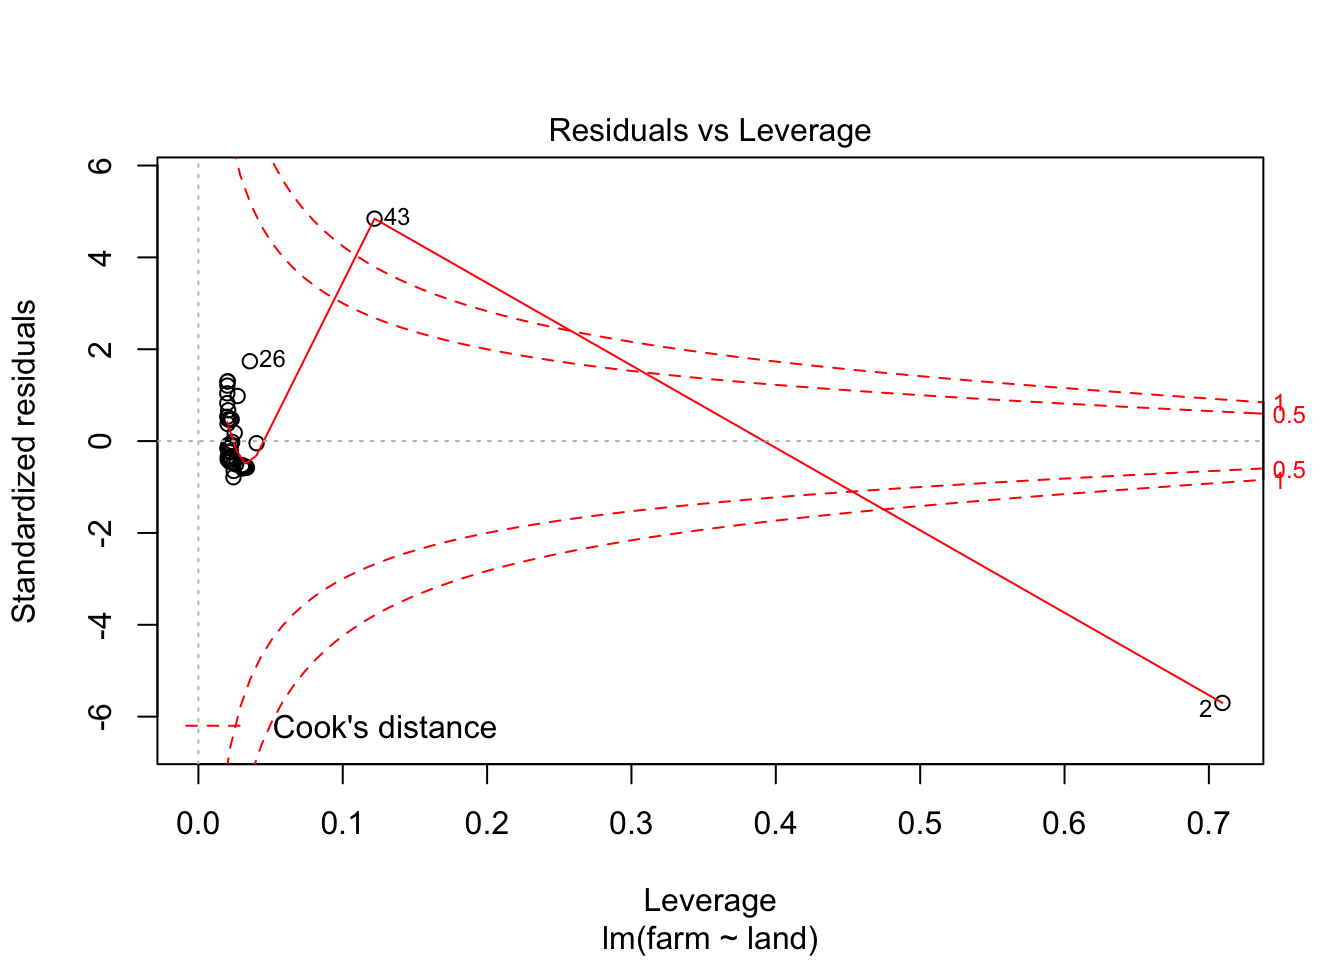 Residuals vs Leverage
Standardized residuals
6
4
2
0
-2
-4
-6
43
26
2
1
0.5
0.5
1
Cook's distance
0.0 0.1 0.2 0.3 0.4 0.5 0.6 0.7
Leverage
lm(farm ~ land)